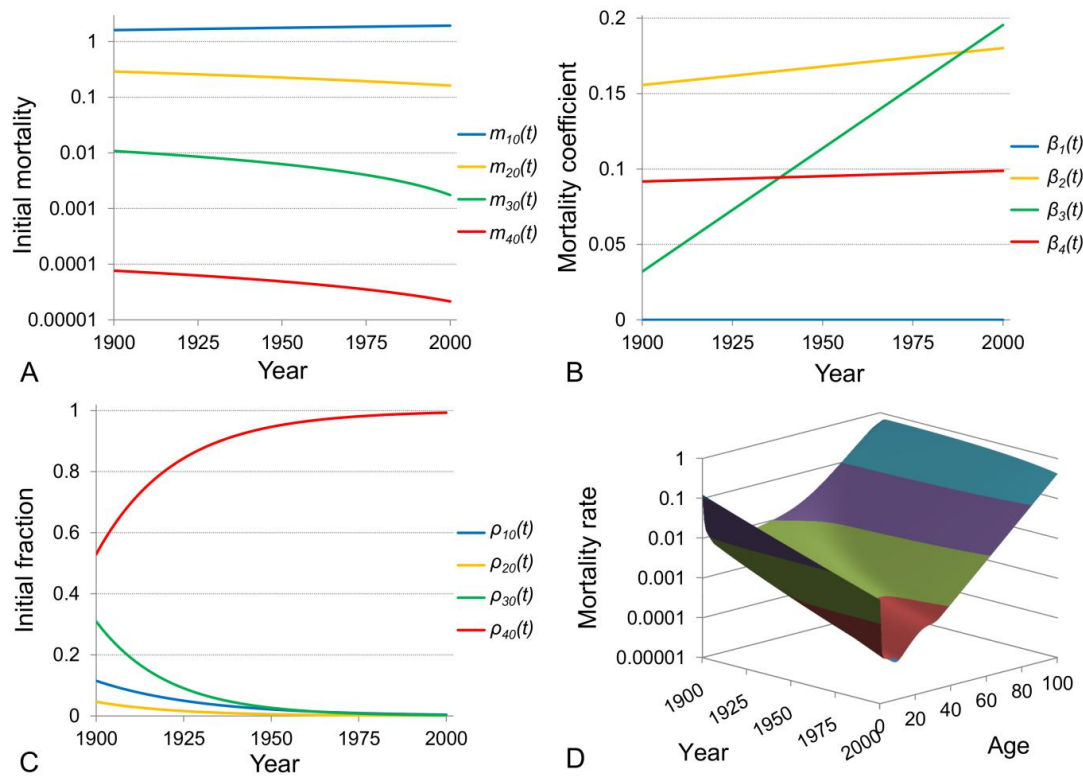 Initial mortality
1
0.1
0.01
0.001
0.0001
0.00001
1900 1925 1950 1975 2000
Year
m10(t)
m20(t)
m30(t)
m40(t)
A
Mortality coefficient
0.2
0.15
0.1
0.05
0
1900 1925 1950 1975 2000
Year
β1(t)
β2(t)
β3(t)
β4(t)
B
Initial fraction
1
0.8
0.6
0.4
0.2
0
1900 1925 1950 1975 2000
Year
ρ10(t)
ρ20(t)
ρ30(t)
ρ40(t)
C
Mortality rate
1
0.1
0.01
0.001
0.0001
0.00001
1900 1925 1950 1975 2000
Year
0 20 40 60 80 100
Age
D